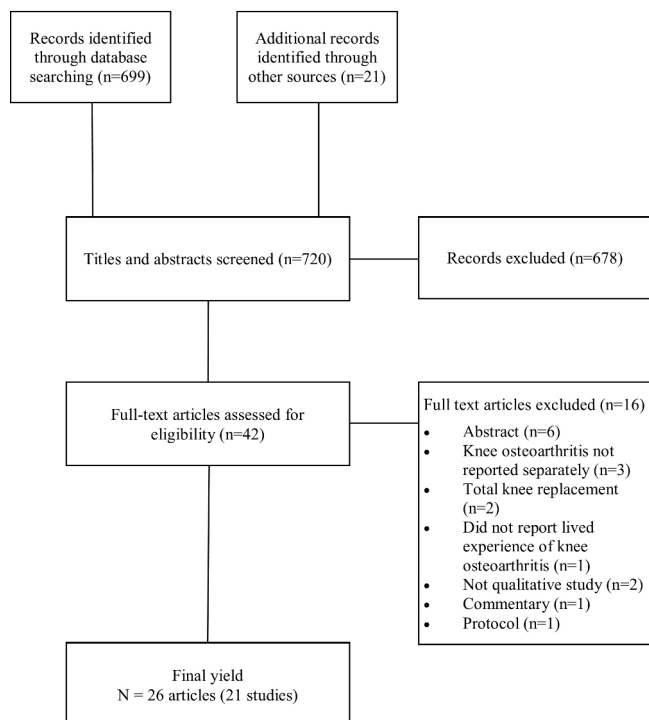 Records identified
through database
searching (n=699)
Additional records
identified through
other sources (n=21)
Titles and abstracts screened (n=720)
Records excluded (n=678)
Full-text articles assessed for
eligibility (n=42)
Full text articles excluded (n=16)
• Abstract (n=6)
• Knee osteoarthritis not
reported separately (n=3)
• Total knee replacement
(n=2)
• Did not report lived
experience of knee
osteoarthritis (n=1)
• Not qualitative study (n=2)
• Commentary (n=1)
• Protocol (n=1)
Final yield
N = 26 articles (21 studies)